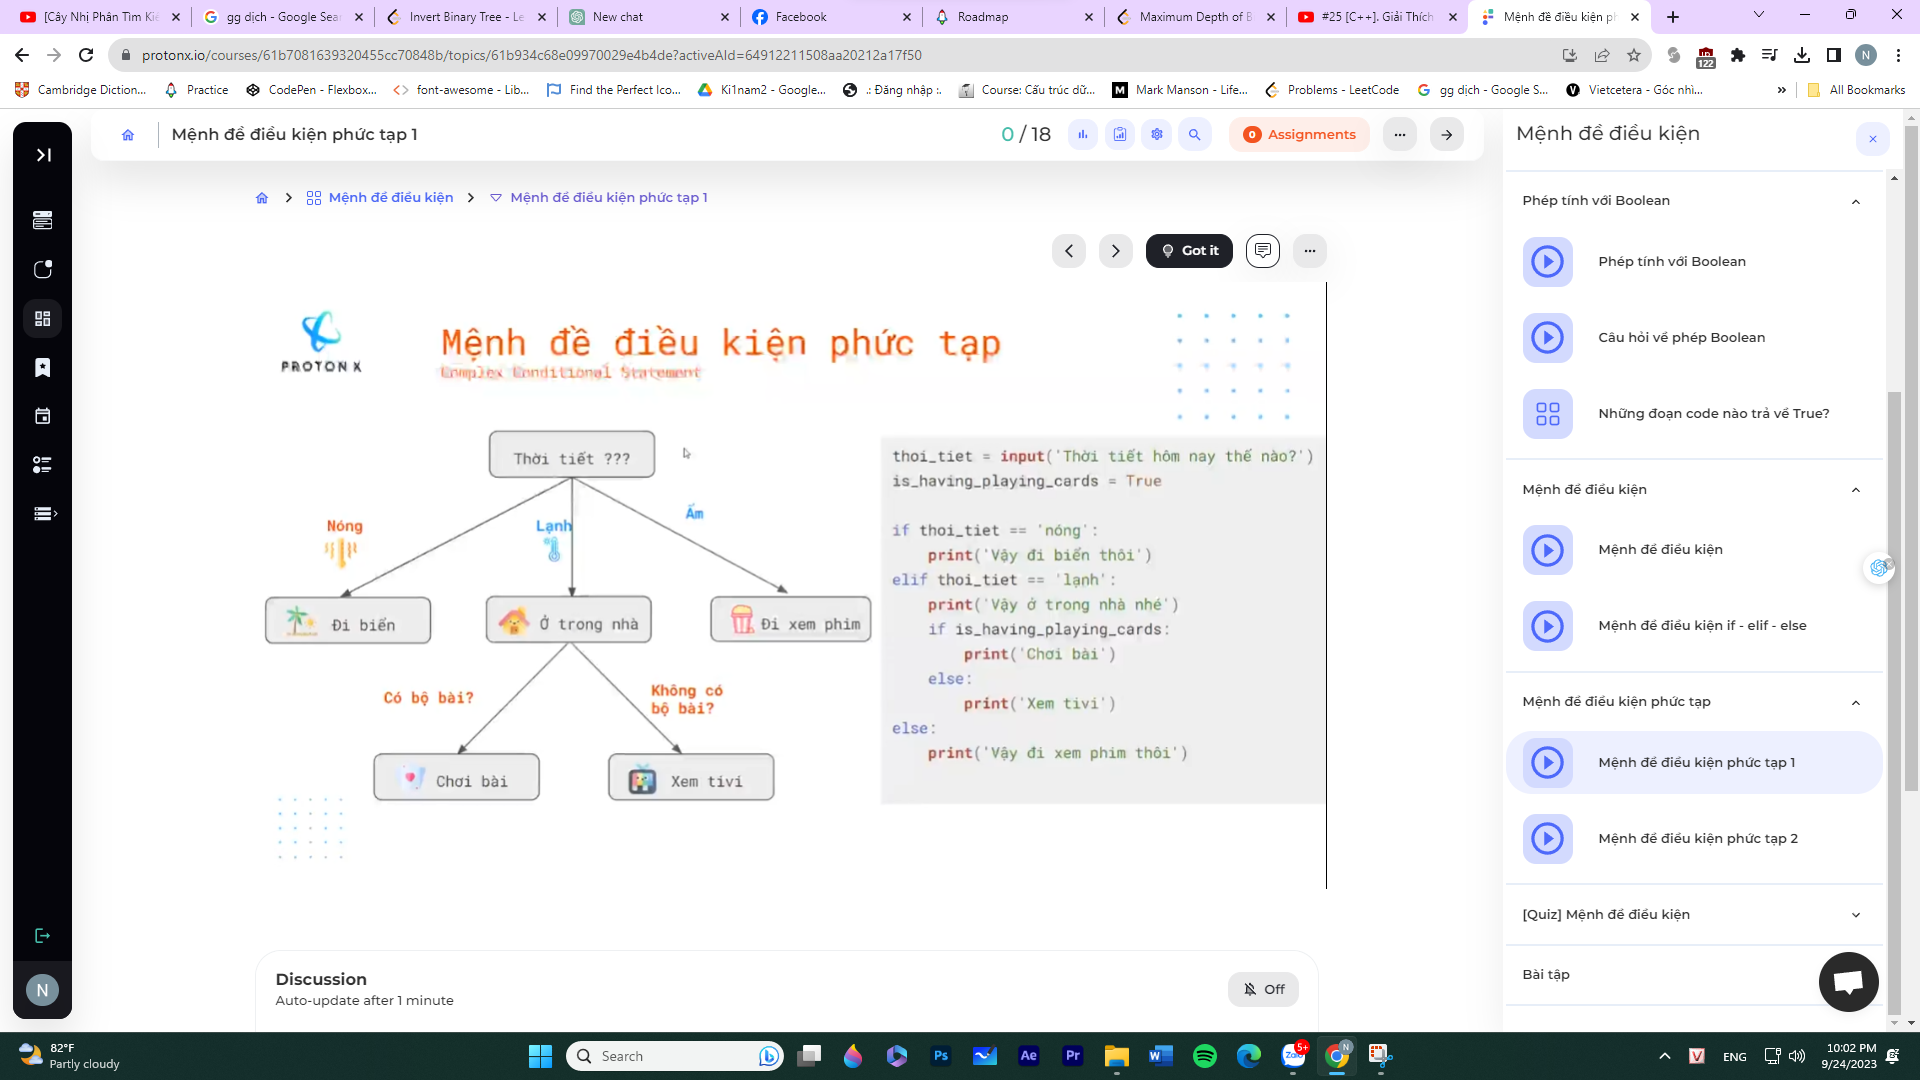 [Cây Nhị Phân Tìm Kiế
gg dịch - Google Sear
Invert Binary Tree - Le
New chat
Facebook
Roadmap
Maximum Depth of B
#25 [C++]. Giải Thích
Mệnh đề điều kiện ph
protonx.io/courses/61b7081639320455cc70848b/topics/61b934c68e09970029e4b4de?activeAId=64912211508aa20212a17f50
122
N
Cambridge Diction...
Practice
CodePen - Flexbox...
font-awesome - Lib...
Find the Perfect Ico...
Ki1nam2 - Google...
.: Đăng nhập :.
Course: Cấu trúc dữ...
Mark Manson - Life...
Problems - LeetCode
gg dịch - Google S...
Vietcetera - Góc nhì...
»
All Bookmarks
Mệnh đề điều kiện phức tạp 1
0 / 18
0 Assignments
Mệnh đề điều kiện
Mệnh đề điều kiện phức tạp 1
Got it
PROTON X
Mệnh đề điều kiện phức tạp
Complex Conditional Statement
Thời tiết ???
Nóng
Lạnh
Ấm
Đi biển
Ở trong nhà
Đi xem phim
Có bộ bài?
Không có
bộ bài?
Chơi bài
Xem tivi
thoi_tiet = input('Thời tiết hôm nay thế nào?')
is_having_playing_cards = True
if thoi_tiet == 'nóng':
print('Vậy đi biển thôi')
elif thoi_tiet == 'lạnh':
print('Vậy ở trong nhà nhé')
if is_having_playing_cards:
print('Chơi bài')
else:
print('Xem tivi')
else:
print('Vậy đi xem phim thôi')
Discussion
Auto-update after 1 minute
Off
N
Mệnh đề điều kiện
Phép tính với Boolean
Phép tính với Boolean
Câu hỏi về phép Boolean
Những đoạn code nào trả về True?
Mệnh đề điều kiện
Mệnh đề điều kiện
Mệnh đề điều kiện if - elif - else
Mệnh đề điều kiện phức tạp
Mệnh đề điều kiện phức tạp 1
Mệnh đề điều kiện phức tạp 2
[Quiz] Mệnh đề điều kiện
Bài tập
82°F
Partly cloudy
Search
Ps
Ae
Pr
Zalo
5+
N
V
ENG
10:02 PM
9/24/2023